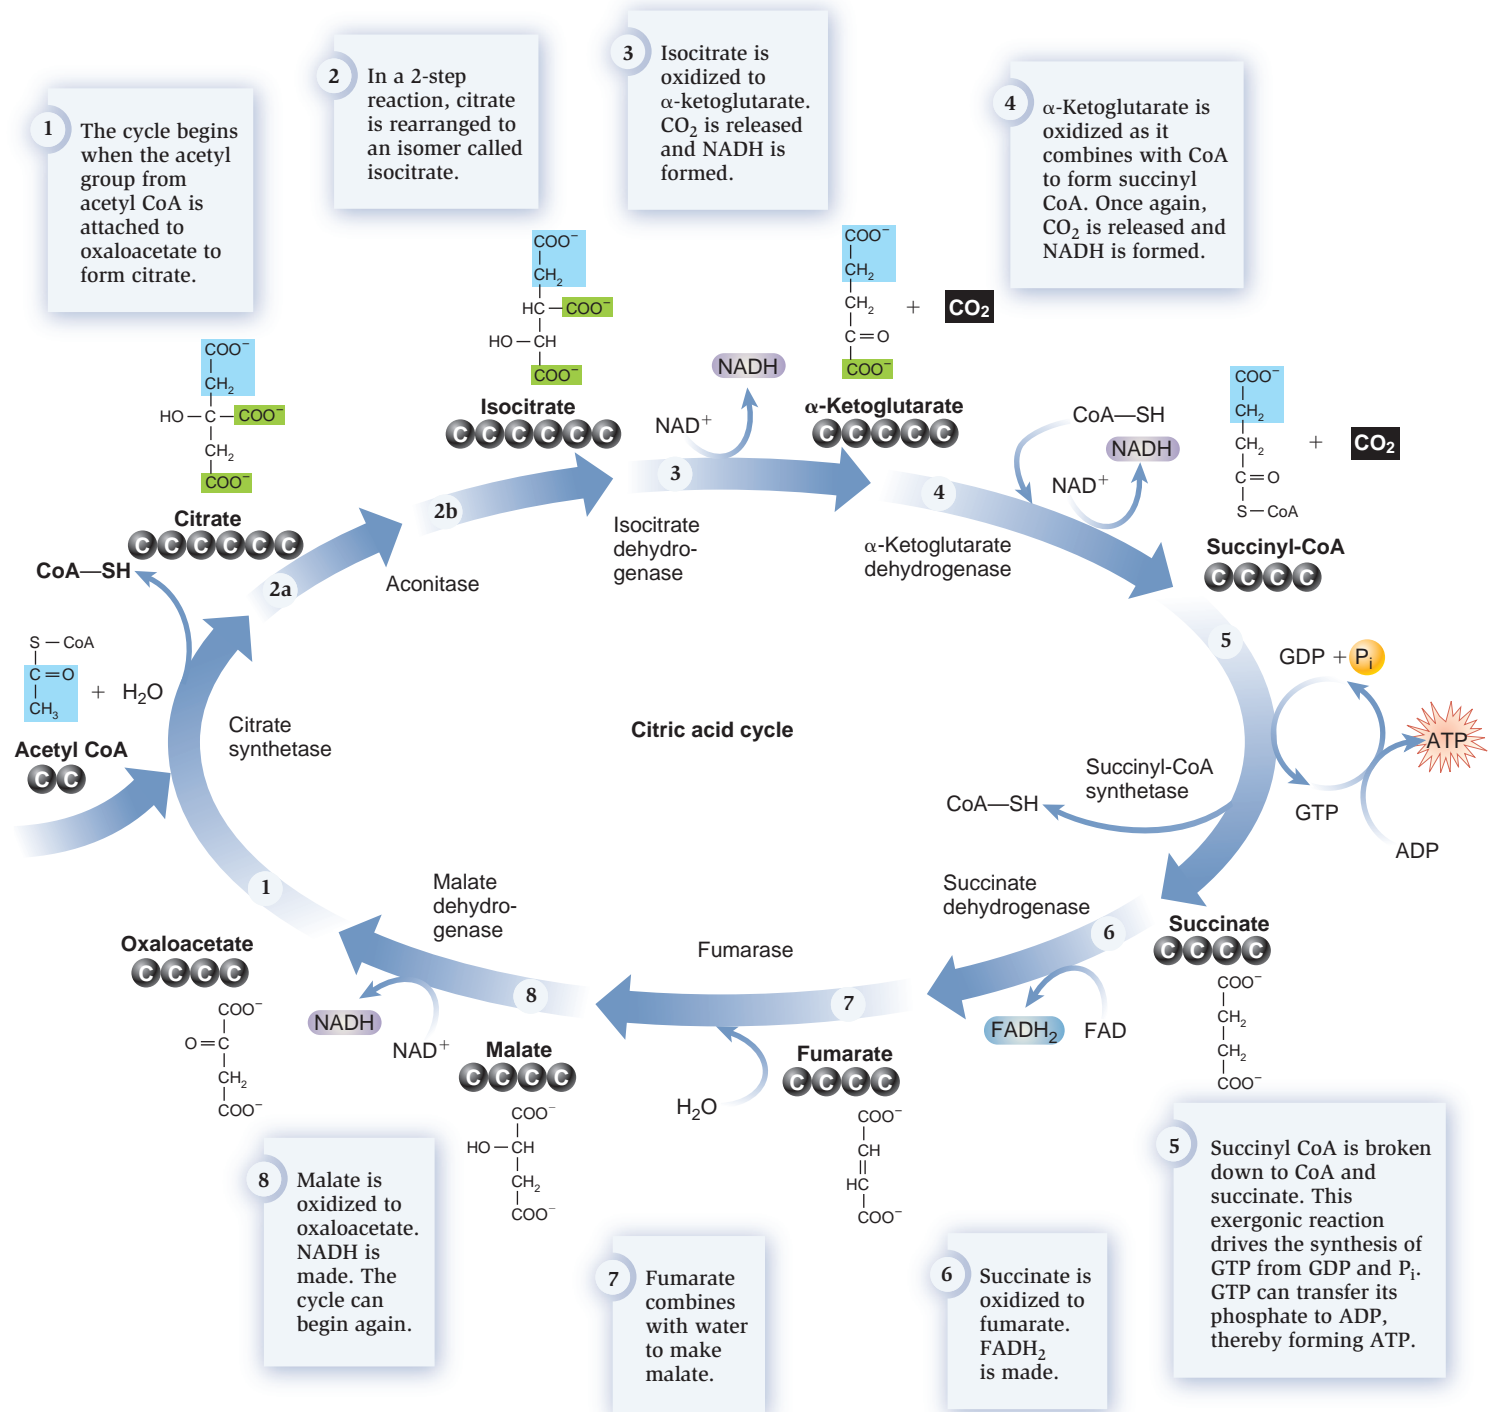 1
The cycle begins
when the acetyl
group from
acetyl CoA is
attached to
oxaloacetate to
form citrate.
2
In a 2-step
reaction, citrate
is rearranged to
an isomer called
isocitrate.
3
Isocitrate is
oxidized to
α-ketoglutarate.
CO₂ is released
and NADH is
formed.
4
α-Ketoglutarate is
oxidized as it
combines with CoA
to form succinyl
CoA. Once again,
CO₂ is released and
NADH is formed.
COO⁻
CH₂
HO—C—COO⁻
CH₂
COO⁻
Citrate
C C C C C C
COO⁻
CH₂
HC—COO⁻
HO—CH
COO⁻
Isocitrate
C C C C C C
NAD⁺
NADH
COO⁻
CH₂
CH₂
C=O
COO⁻
+ CO₂
α-Ketoglutarate
C C C C C
CoA—SH
NADH
NAD⁺
COO⁻
CH₂
CH₂
C=O
S—CoA
+ CO₂
Succinyl-CoA
C C C C
CoA—SH
2a
2b
Aconitase
3
Isocitrate
dehydro-
genase
4
α-Ketoglutarate
dehydrogenase
5
GDP + Pᵢ
ATP
GTP
ADP
Succinyl-CoA
synthetase
CoA—SH
S—CoA
C=O
CH₃
+ H₂O
Acetyl CoA
C C
Citrate
synthetase
Citric acid cycle
1
Oxaloacetate
C C C C
COO⁻
O=C
CH₂
COO⁻
Malate
dehydro-
genase
8
NADH
NAD⁺
Malate
C C C C
COO⁻
HO—CH
CH₂
COO⁻
Fumarase
7
H₂O
Fumarate
C C C C
COO⁻
CH
HC
COO⁻
Succinate
dehydrogenase
6
FADH₂
FAD
Succinate
C C C C
COO⁻
CH₂
CH₂
COO⁻
8
Malate is
oxidized to
oxaloacetate.
NADH is
made. The
cycle can
begin again.
7
Fumarate
combines
with water
to make
malate.
6
Succinate is
oxidized to
fumarate.
FADH₂
is made.
5
Succinyl CoA is broken
down to CoA and
succinate. This
exergonic reaction
drives the synthesis of
GTP from GDP and Pᵢ.
GTP can transfer its
phosphate to ADP,
thereby forming ATP.